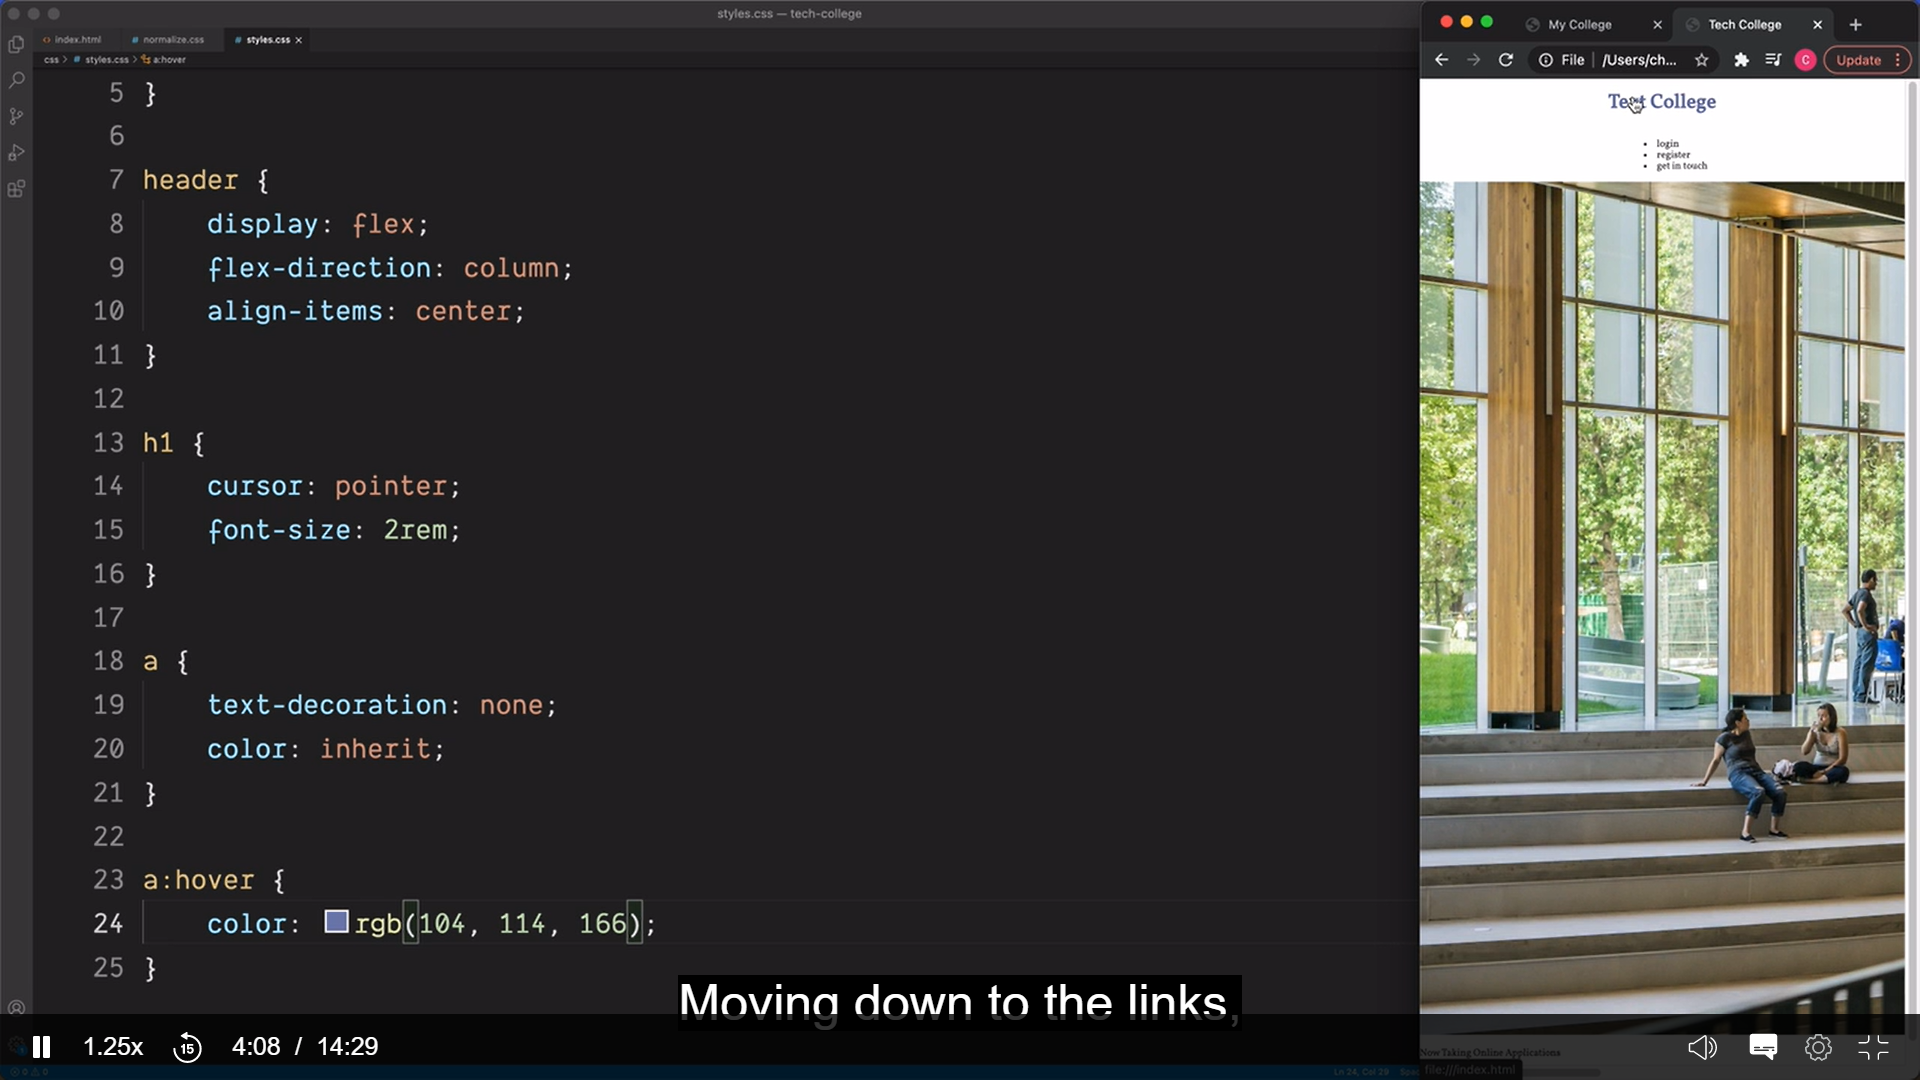 styles.css — tech-college
index.html
normalize.css
styles.css
css > # styles.css > a:hover
5 }
6
7 header {
8 display: flex;
9 flex-direction: column;
10 align-items: center;
11 }
12
13 h1 {
14 cursor: pointer;
15 font-size: 2rem;
16 }
17
18 a {
19 text-decoration: none;
20 color: inherit;
21 }
22
23 a:hover {
24 color: rgb(104, 114, 166);
25 }
My College
Tech College
File | /Users/ch...
C
Update
Tech College
• login
• register
• get in touch
Now Taking Online Applications
file:///index.html
Ln 24, Col 29
Moving down to the links,
1.25x
15
4:08 / 14:29